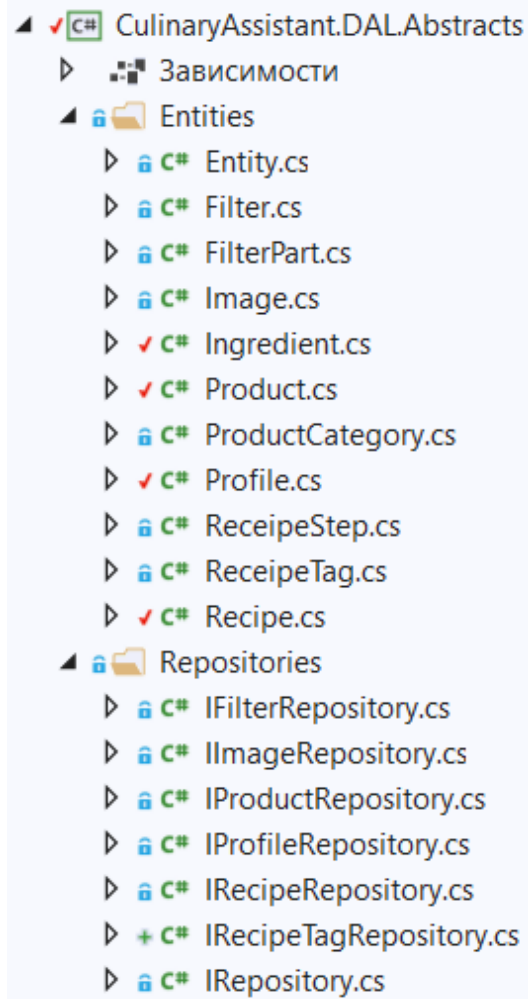 C# CulinaryAssistant.DAL.Abstracts
Зависимости
Entities
C# Entity.cs
C# Filter.cs
C# FilterPart.cs
C# Image.cs
C# Ingredient.cs
C# Product.cs
C# ProductCategory.cs
C# Profile.cs
C# ReceipeStep.cs
C# ReceipeTag.cs
C# Recipe.cs
Repositories
C# IFilterRepository.cs
C# IImageRepository.cs
C# IProductRepository.cs
C# IProfileRepository.cs
C# IRecipeRepository.cs
C# IRecipeTagRepository.cs
C# IRepository.cs